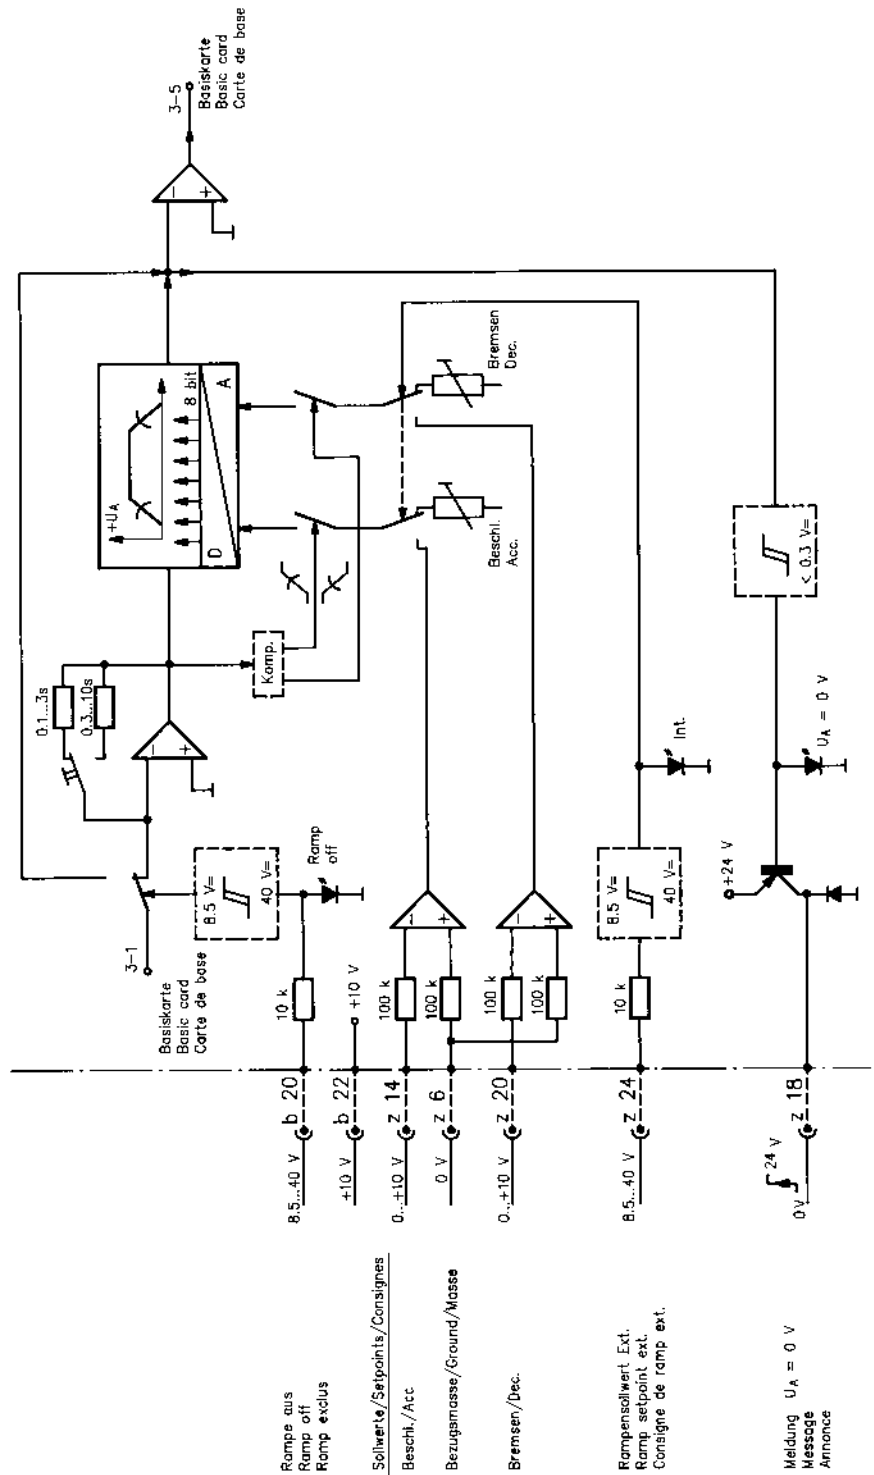 Rampe aus
Ramp off
Ramp exclus
8.5...40 V
b 20
10 k
Ramp
off
8.5 V=
40 V=
3-1
Basiskarte
Basic card
Carte de base
0.1...3s
0.3...10s
−
+
Komp.
+UA
8 bit
D
A
−
+
3-5
Basiskarte
Basic card
Carte de base
+10 V
b 22
+10 V
Sollwerte/Setpoints/Consignes
Beschl./Acc
0...+10 V
z 14
100 k
−
+
Bezugsmasse/Ground/Masse
0 V
z 6
100 k
Beschl.
Acc.
Bremsen
Dec.
Bremsen/Dec.
0...+10 V
z 20
100 k
100 k
−
+
Rampensollwert Ext.
Ramp setpoint ext.
Consigne de ramp ext.
8.5...40 V
z 24
10 k
8.5 V=
40 V=
Int.
Meldung UA = 0 V
Message
Annonce
0V
24 V
z 18
+24 V
UA = 0 V
< 0.3 V=